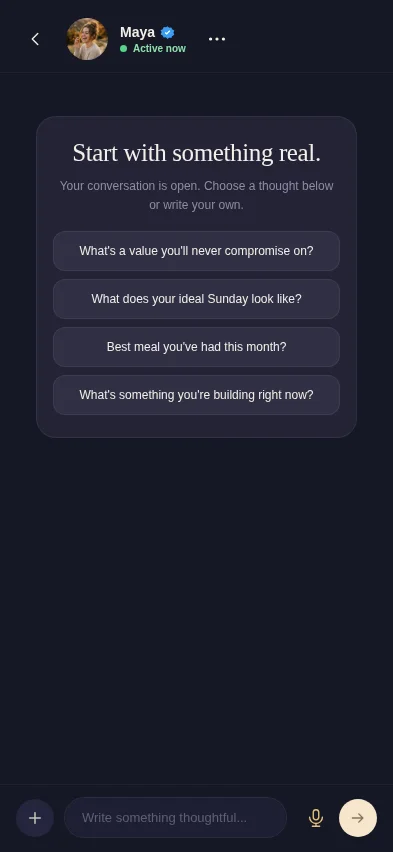 Maya
Active now
Start with something real.
Your conversation is open. Choose a thought below
or write your own.
What's a value you'll never compromise on?
What does your ideal Sunday look like?
Best meal you've had this month?
What's something you're building right now?
Write something thoughtful...